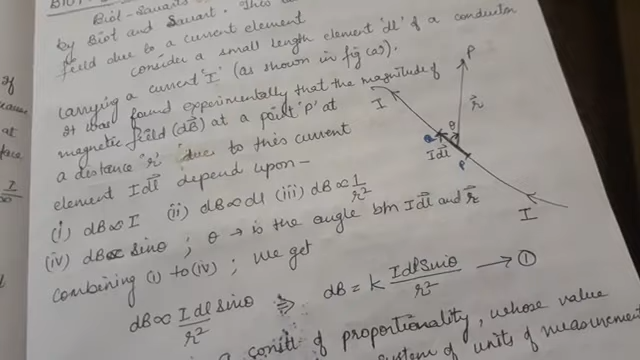 Biot-Savart's
by Biot and Savart. This
field due to a current element
Consider a small length element 'dl' of a conductor
carrying a current 'I' (as shown in fig (a)).
It was found experimentally that the magnitude of
magnetic field (dB) at a point 'P' at
a distance 'r' due to this current
element Idl depend upon-
(i) dB∝I (ii) dB∝dl (iii) dB∝1/r²
(iv) dB∝ sinθ ; θ → is the angle b/n Idl and r
Combining (i) to (iv) ; we get
dB∝ Idl sinθ/r² ⇒ dB = k Idl sinθ/r² → ①
constt of proportionality, whose value
system of units of measurement
P
r
I
θ
Idl
P
I